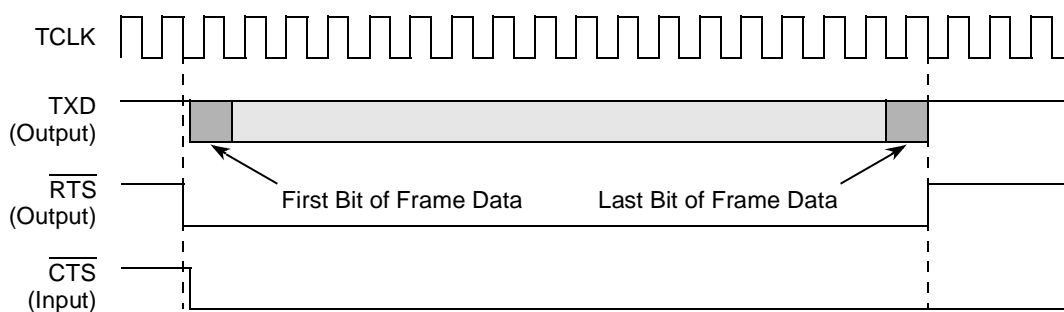 TCLK
TXD
(Output)
First Bit of Frame Data
Last Bit of Frame Data
RTS
(Output)
CTS
(Input)